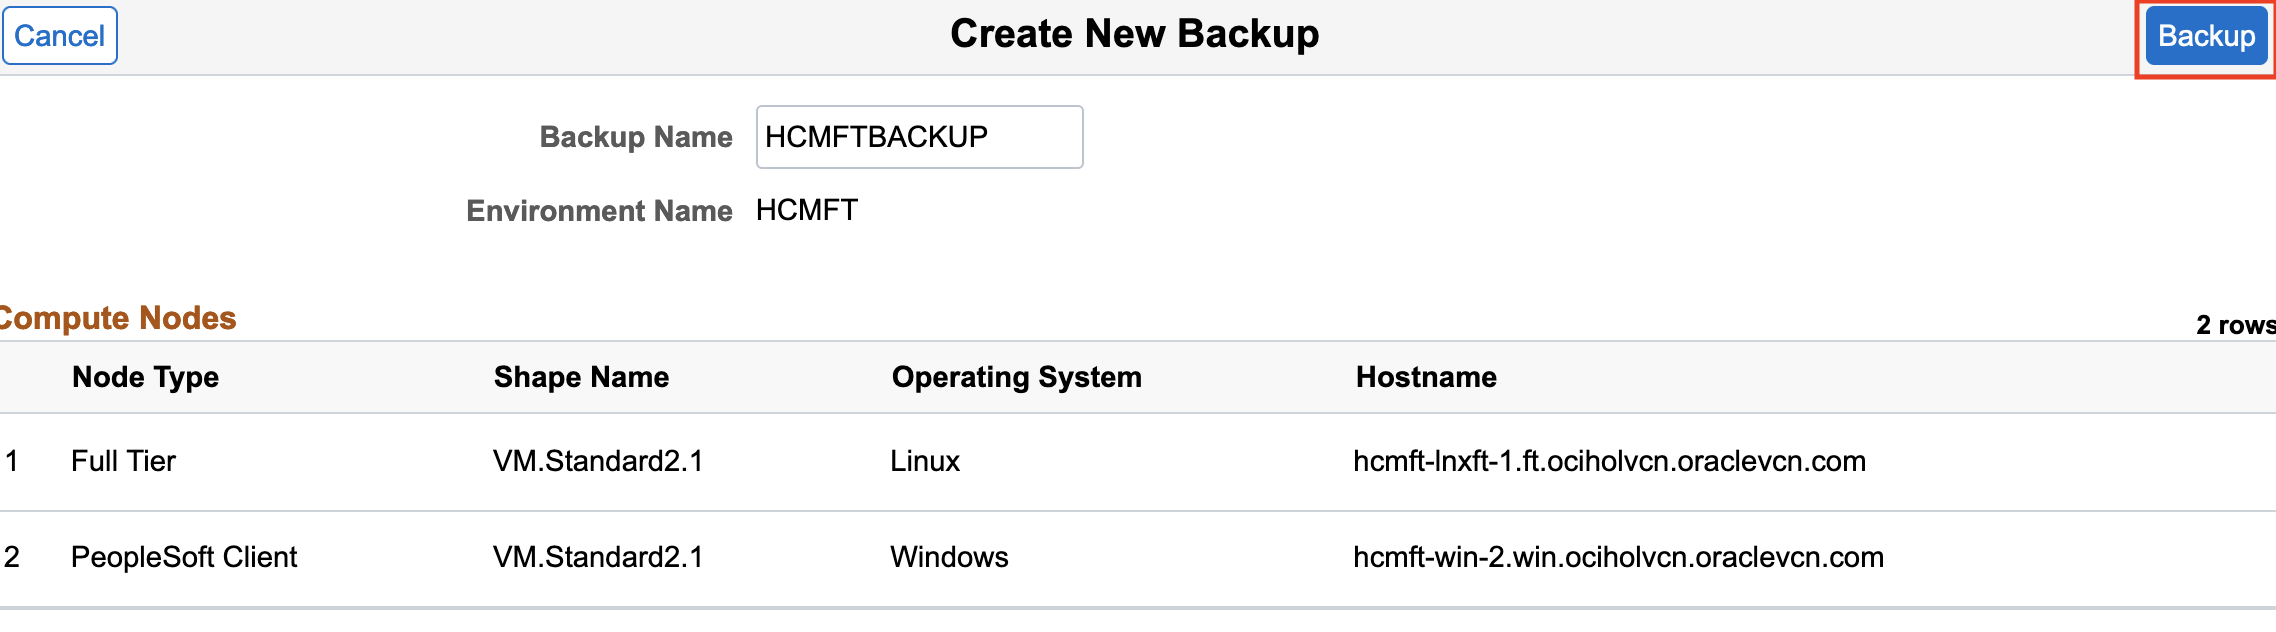 Cancel Create New Backup Backup
Backup Name HCMFTBACKUP
Environment Name HCMFT
Compute Nodes 2 rows
Node Type Shape Name Operating System Hostname
1 Full Tier VM.Standard2.1 Linux hcmft-lnxft-1.ft.ociholvcn.oraclevcn.com
2 PeopleSoft Client VM.Standard2.1 Windows hcmft-win-2.win.ociholvcn.oraclevcn.com